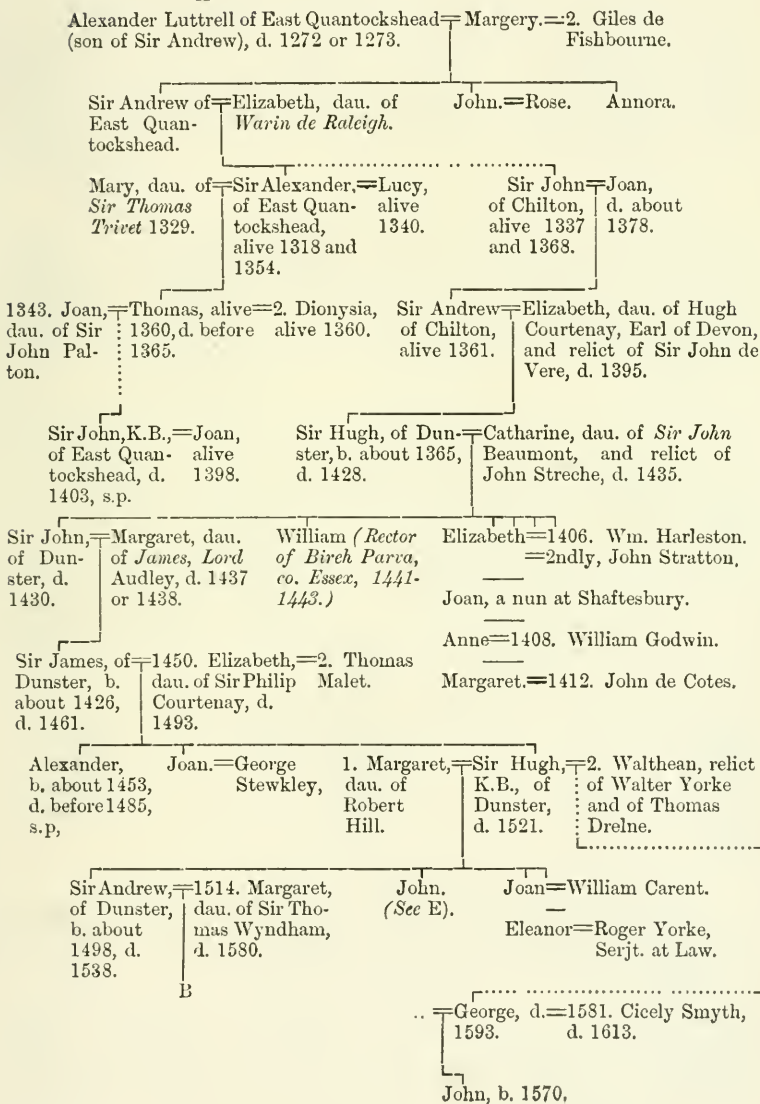 Alexander Luttrell of East Quantockshead=Margery.=2. Giles de
(son of Sir Andrew), d. 1272 or 1273. Fishbourne.
Sir Andrew of=Elizabeth, dau. of John.=Rose. Annora.
East Quan- Warin de Raleigh.
tockshead.
Mary, dau. of=Sir Alexander,=Lucy, Sir John=Joan,
Sir Thomas of East Quan- alive of Chilton, d. about
Trivet 1329. tockshead, 1340. alive 1337 1378.
alive 1318 and and 1368.
1354.
1343. Joan,=Thomas, alive=2. Dionysia, Sir Andrew=Elizabeth, dau. of Hugh
dau. of Sir 1360, d. before alive 1360. of Chilton, Courtenay, Earl of Devon,
John Pal- 1365. alive 1361. and relict of Sir John de
ton. Vere, d. 1395.
Sir John, K.B.,=Joan, Sir Hugh, of Dun-=Catharine, dau. of Sir John
of East Quan- alive ster, b. about 1365, Beaumont, and relict of
tockshead, d. 1398. d. 1428. John Streche, d. 1435.
1403, s.p.
Sir John,=Margaret, dau. William (Rector Elizabeth=1406. Wm. Harleston.
of Dun- of James, Lord of Birch Parva, =2ndly, John Stratton.
ster, d. Audley, d. 1437 co. Essex, 1441-
1430. or 1438. 1443.) Joan, a nun at Shaftesbury.
Anne=1408. William Godwin.
Sir James, of=1450. Elizabeth,=2. Thomas
Dunster, b. dau. of Sir Philip Malet. Margaret.=1412. John de Cotes.
about 1426, Courtenay, d.
d. 1461. 1493.
Alexander, Joan.=George 1. Margaret,=Sir Hugh,=2. Walthean, relict
b. about 1453, Stewkley, dau. of K.B., of of Walter Yorke
d. before 1485, Robert Dunster, and of Thomas
s.p, Hill. d. 1521. Drelne.
Sir Andrew,=1514. Margaret, John. Joan=William Carent.
of Dunster, dau. of Sir Tho- (See E).
b. about mas Wyndham, Eleanor=Roger Yorke,
1498, d. d. 1580. Serjt. at Law.
1538.
B
.. =George, d.=1581. Cicely Smyth,
1593. d. 1613.
John, b. 1570.